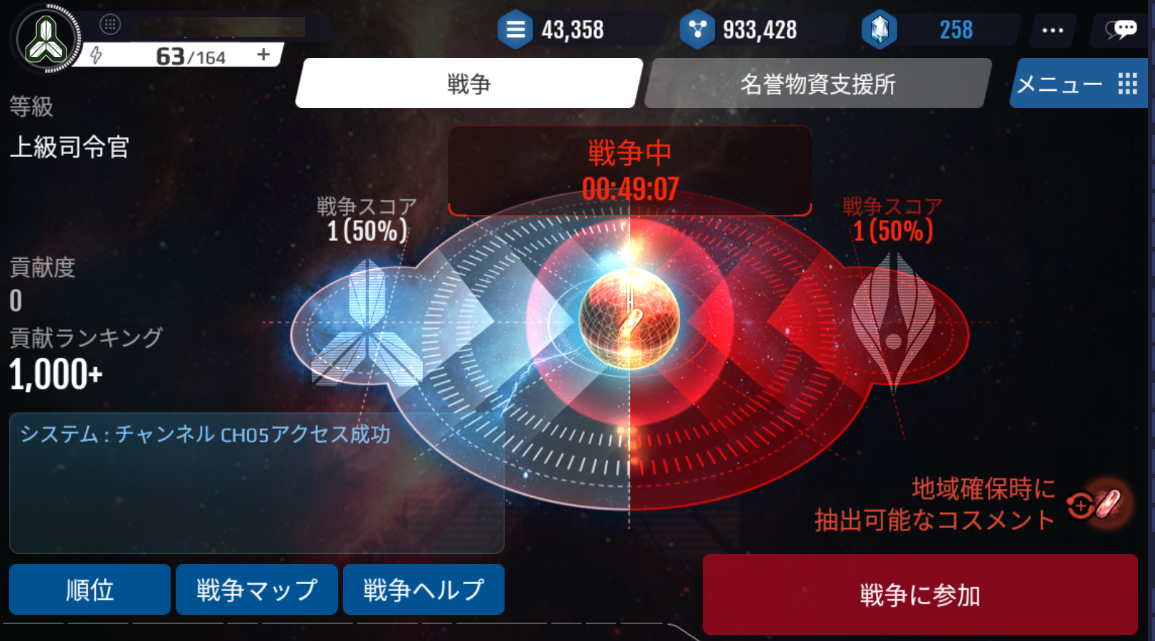 43,358
933,428
258
63/164 +
戦争
名誉物資支援所
メニュー
等級
上級司令官
戦争中
00:49:07
戦争スコア
1(50%)
戦争スコア
1(50%)
貢献度
0
貢献ランキング
1,000+
システム : チャンネル CH05アクセス成功
地域確保時に
抽出可能なコスメント
順位
戦争マップ
戦争ヘルプ
戦争に参加